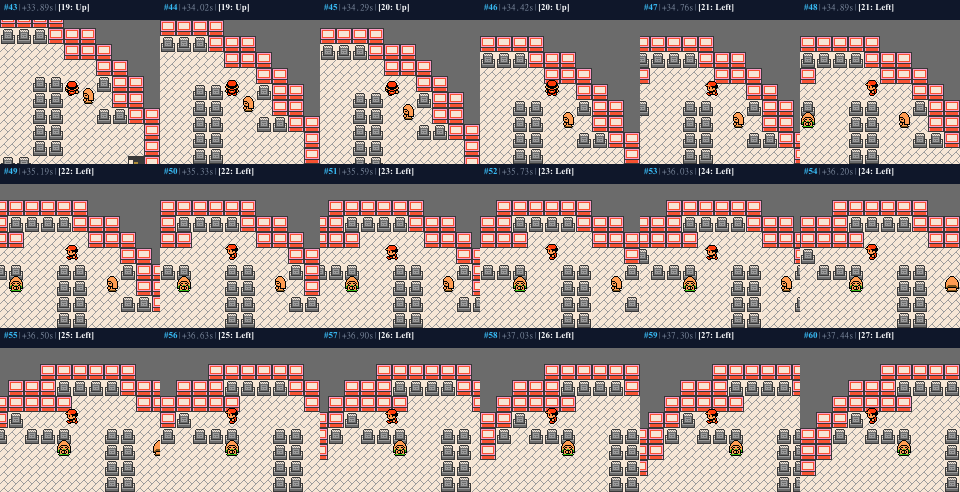 #43|+33.89s| [19: Up]
#44|+34.02s| [19: Up]
#45|+34.29s| [20: Up]
#46|+34.42s| [20: Up]
#47|+34.76s| [21: Left]
#48|+34.89s| [21: Left]
#49|+35.19s| [22: Left]
#50|+35.33s| [22: Left]
#51|+35.59s| [23: Left]
#52|+35.73s| [23: Left]
#53|+36.03s| [24: Left]
#54|+36.20s| [24: Left]
#55|+36.50s| [25: Left]
#56|+36.63s| [25: Left]
#57|+36.90s| [26: Left]
#58|+37.03s| [26: Left]
#59|+37.30s| [27: Left]
#60|+37.44s| [27: Left]